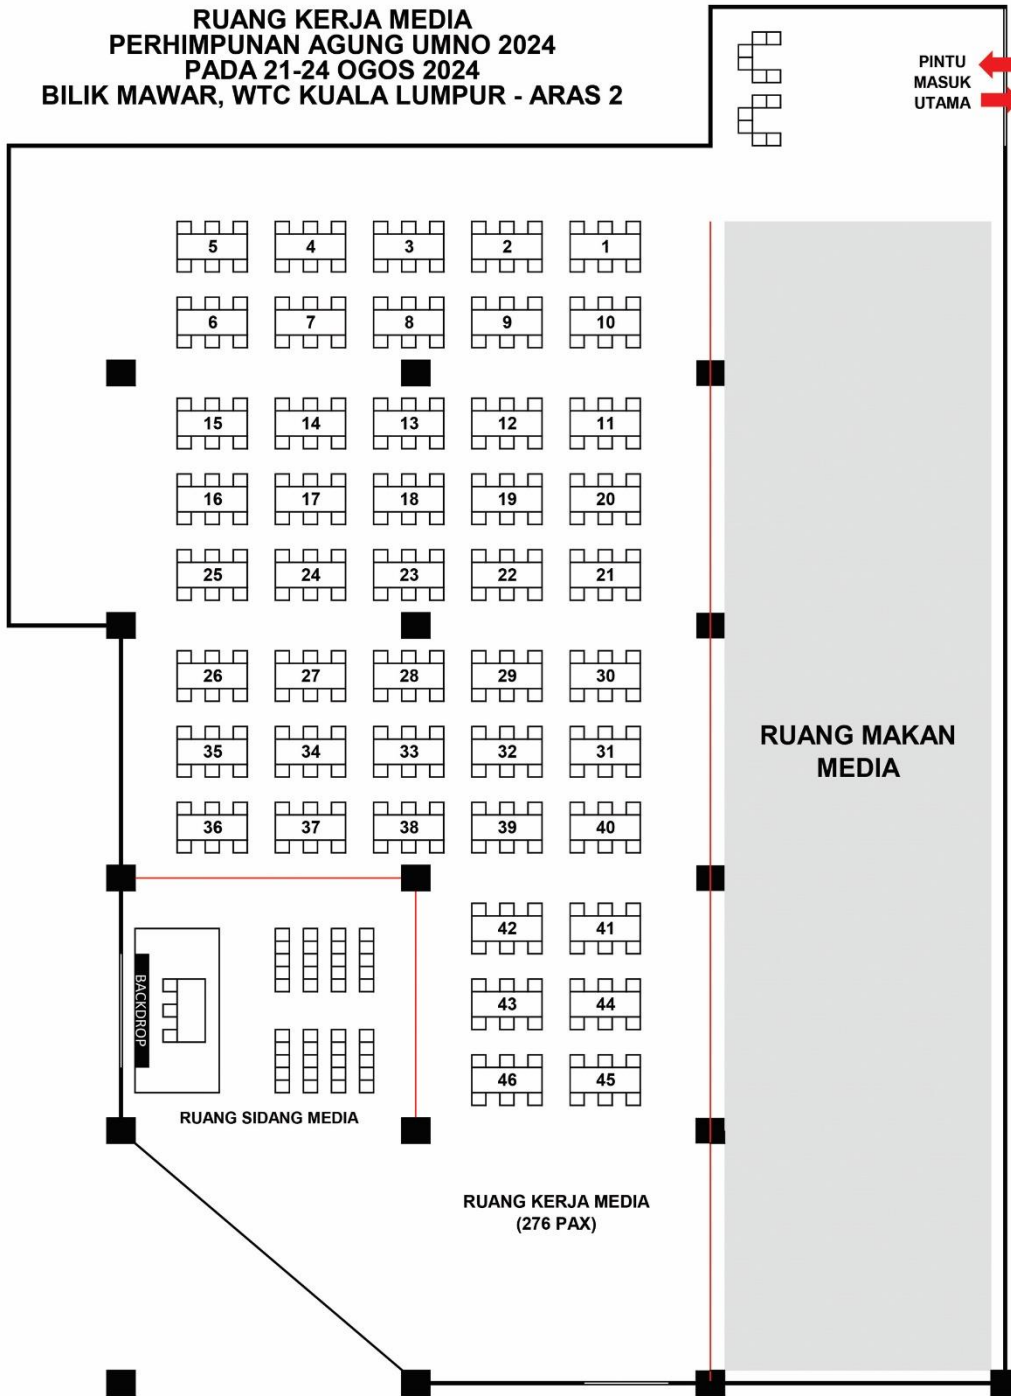 RUANG KERJA MEDIA
PERHIMPUNAN AGUNG UMNO 2024
PADA 21-24 OGOS 2024
BILIK MAWAR, WTC KUALA LUMPUR - ARAS 2
PINTU
MASUK
UTAMA
5 4 3 2 1
6 7 8 9 10
15 14 13 12 11
16 17 18 19 20
25 24 23 22 21
26 27 28 29 30
35 34 33 32 31
36 37 38 39 40
RUANG MAKAN
MEDIA
42 41
43 44
46 45
BACKDROP
RUANG SIDANG MEDIA
RUANG KERJA MEDIA
(276 PAX)